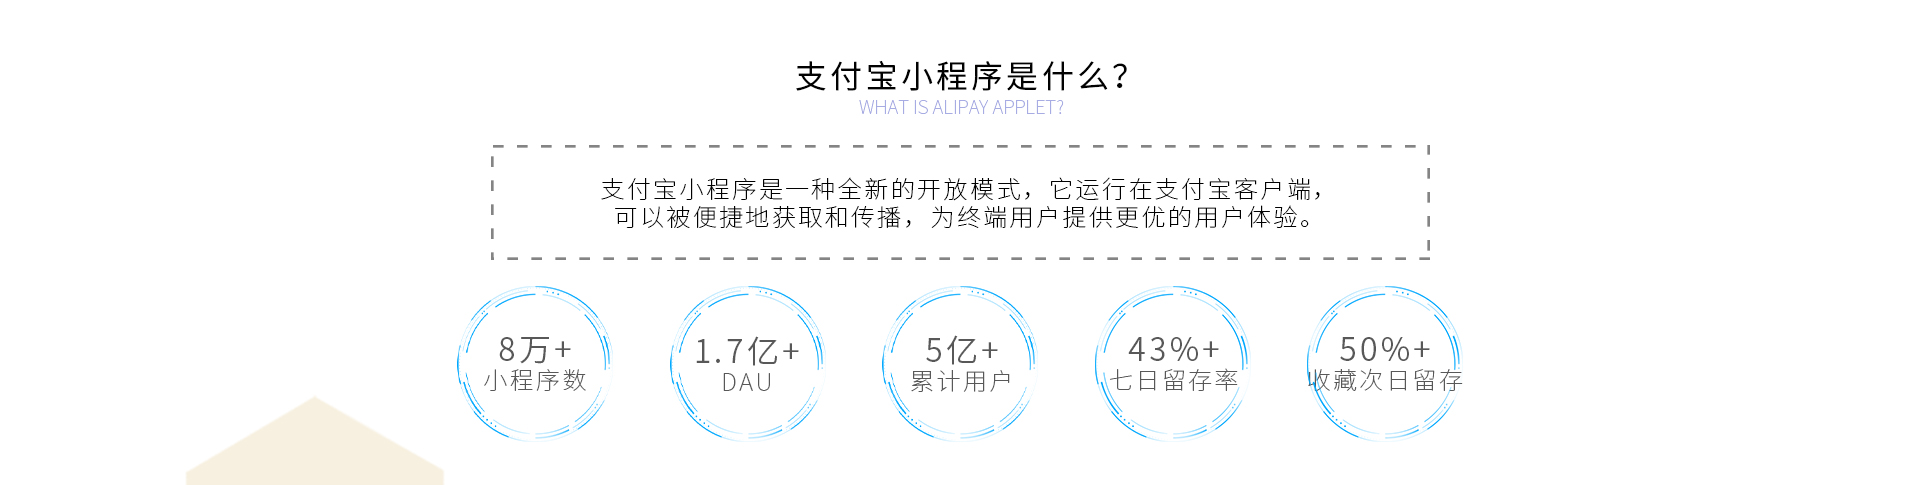 支付宝小程序是什么?
WHAT IS ALIPAY APPLET?
支付宝小程序是一种全新的开放模式，它运行在支付宝客户端，
可以被便捷地获取和传播，为终端用户提供更优的用户体验。
8万+
小程序数
1.7亿+
DAU
5亿+
累计用户
43%+
七日留存率
50%+
收藏次日留存